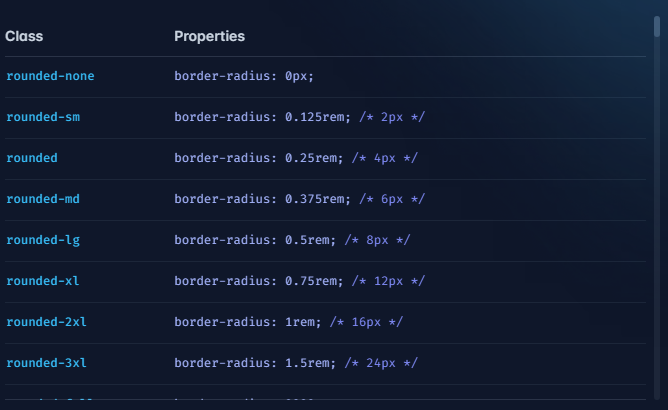 Class Properties
rounded-none border-radius: 0px;
rounded-sm border-radius: 0.125rem; /* 2px */
rounded border-radius: 0.25rem; /* 4px */
rounded-md border-radius: 0.375rem; /* 6px */
rounded-lg border-radius: 0.5rem; /* 8px */
rounded-xl border-radius: 0.75rem; /* 12px */
rounded-2xl border-radius: 1rem; /* 16px */
rounded-3xl border-radius: 1.5rem; /* 24px */